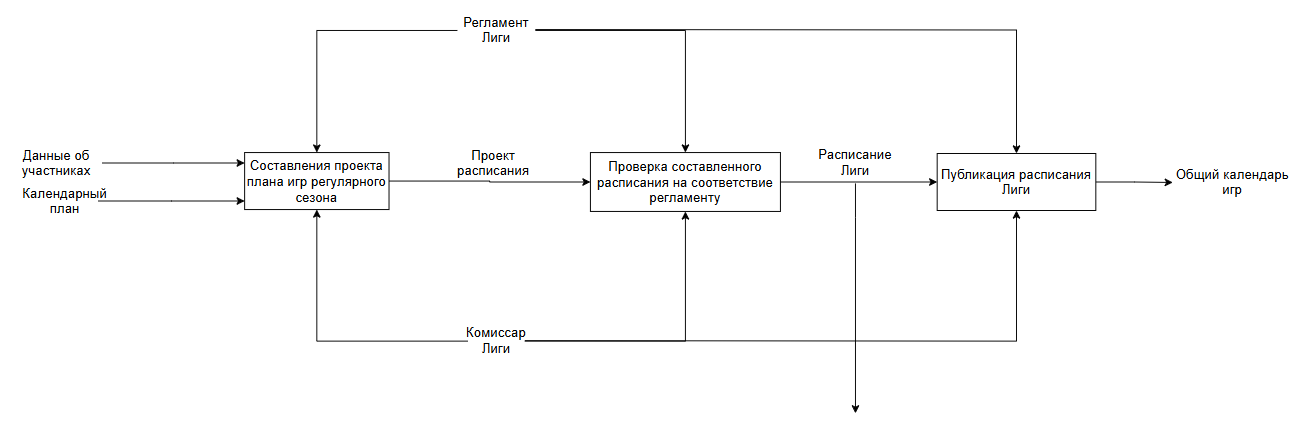 Регламент
Лиги
Данные об
участниках
Календарный
план
Составления проекта
плана игр регулярного
сезона
Проект
расписания
Проверка составленного
расписания на соответствие
регламенту
Расписание
Лиги
Публикация расписания
Лиги
Общий календарь
игр
Комиссар
Лиги